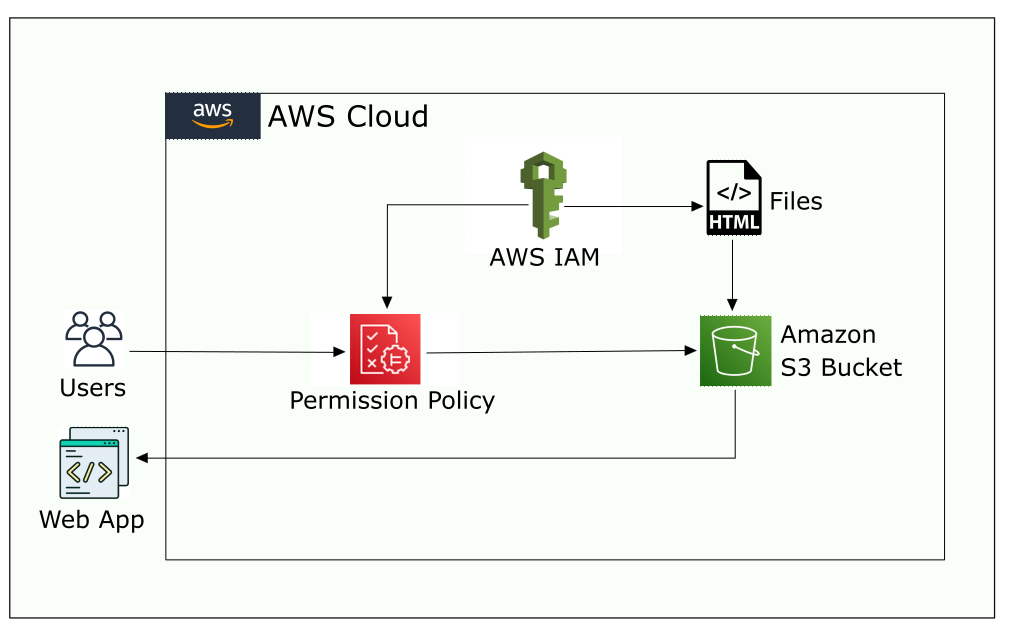 aws
AWS Cloud
</>
HTML
Files
AWS IAM
Users
Permission Policy
Amazon
S3 Bucket
</>
Web App